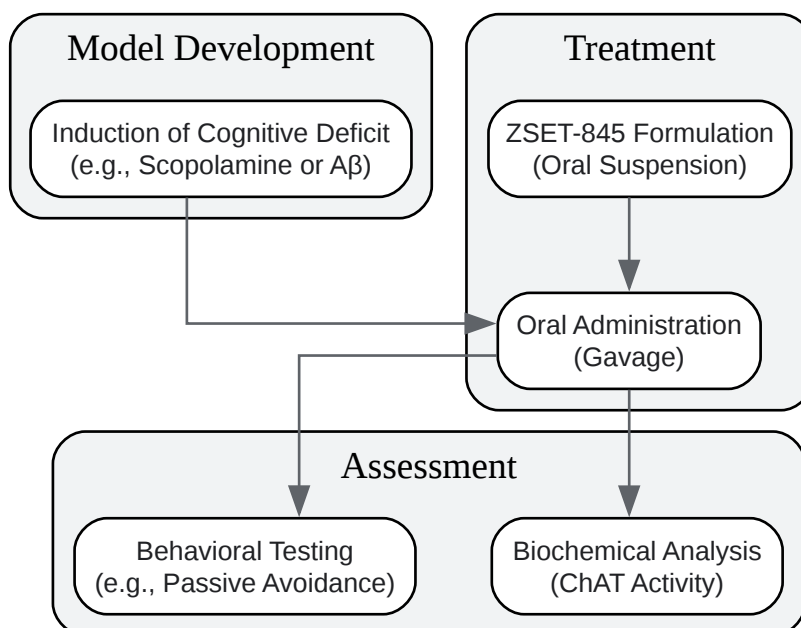 Model Development
Induction of Cognitive Deficit
(e.g., Scopolamine or Aβ)
Treatment
ZSET-845 Formulation
(Oral Suspension)
Oral Administration
(Gavage)
Assessment
Behavioral Testing
(e.g., Passive Avoidance)
Biochemical Analysis
(ChAT Activity)